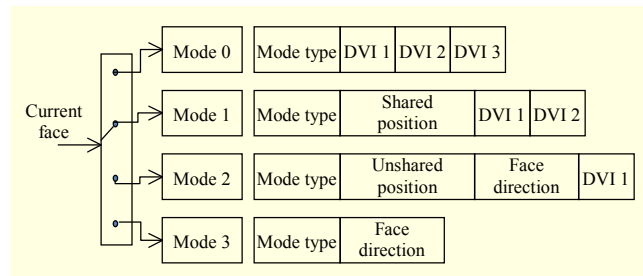 Mode 0 Mode type DVI 1 DVI 2 DVI 3
Current face
Mode 1 Mode type Shared position DVI 1 DVI 2
Mode 2 Mode type Unshared position Face direction DVI 1
Mode 3 Mode type Face direction